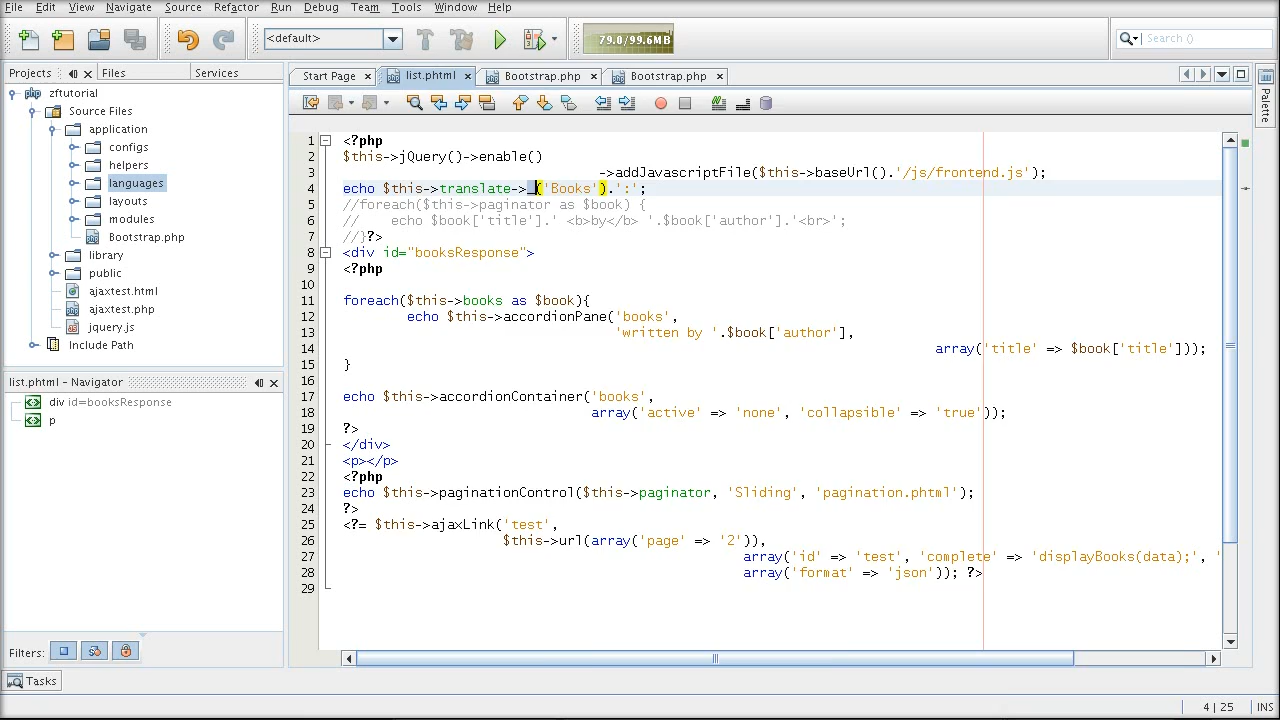 File Edit View Navigate Source Refactor Run Debug Team Tools Window Help
<default> 79.0/99.6MB Search ()
Projects Files Services
Start Page list.phtml Bootstrap.php Bootstrap.php
Palette
zftutorial
Source Files
application
configs
helpers
languages
layouts
modules
Bootstrap.php
library
public
ajaxtest.html
ajaxtest.php
jquery.js
Include Path
list.phtml - Navigator
div id=booksResponse
p
Filters:
1 <?php
2 $this->jQuery()->enable()
3 ->addJavascriptFile($this->baseUrl().'/js/frontend.js');
4 echo $this->translate->_('Books').':';
5 //foreach($this->paginator as $book) {
6 // echo $book['title'].' <b>by</b> '.$book['author'].'<br>';
7 //}?>
8 <div id="booksResponse">
9 <?php
10
11 foreach($this->books as $book){
12 echo $this->accordionPane('books',
13 'written by '.$book['author'],
14 array('title' => $book['title']));
15 }
16
17 echo $this->accordionContainer('books',
18 array('active' => 'none', 'collapsible' => 'true'));
19 ?>
20 </div>
21 <p></p>
22 <?php
23 echo $this->paginationControl($this->paginator, 'Sliding', 'pagination.phtml');
24 ?>
25 <?= $this->ajaxLink('test',
26 $this->url(array('page' => '2')),
27 array('id' => 'test', 'complete' => 'displayBooks(data);', '
28 array('format' => 'json')); ?>
29
Tasks
4 | 25 INS